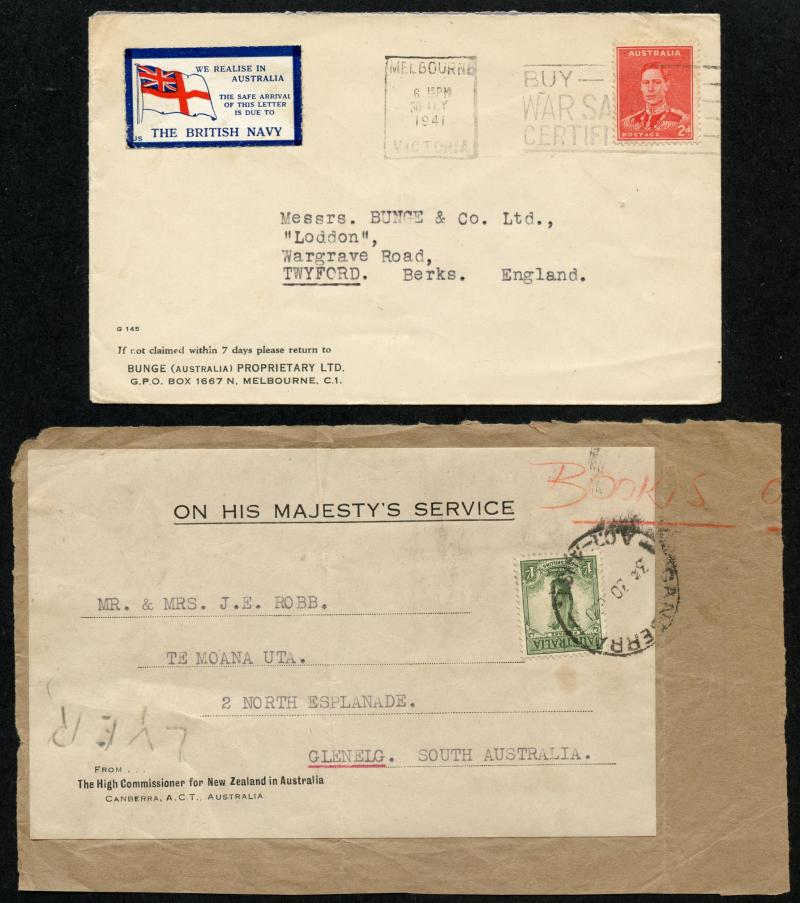 WE REALISE IN
AUSTRALIA
THE SAFE ARRIVAL
OF THIS LETTER
IS DUE TO
THE BRITISH NAVY
MELBOURNE
6 15PM
1941
VICTORIA
BUY —
WAR SA
CERTIFI
AUSTRALIA
POSTAGE 2d
Messrs. BUNGE & Co. Ltd.,
"Loddon",
Wargrave Road,
TWYFORD. Berks. England.
G 145
If not claimed within 7 days please return to
BUNGE (AUSTRALIA) PROPRIETARY LTD.
G.P.O. BOX 1667 N, MELBOURNE, C.1.
BOOKS O
ON HIS MAJESTY'S SERVICE
CANBERRA
AUSTRALIA
1/-
MR. & MRS. J.E. ROBB.
TE MOANA UTA.
2 NORTH ESPLANADE.
GLENELG. SOUTH AUSTRALIA.
FROM . . .
The High Commissioner for New Zealand in Australia
CANBERRA, A.C.T., AUSTRALIA